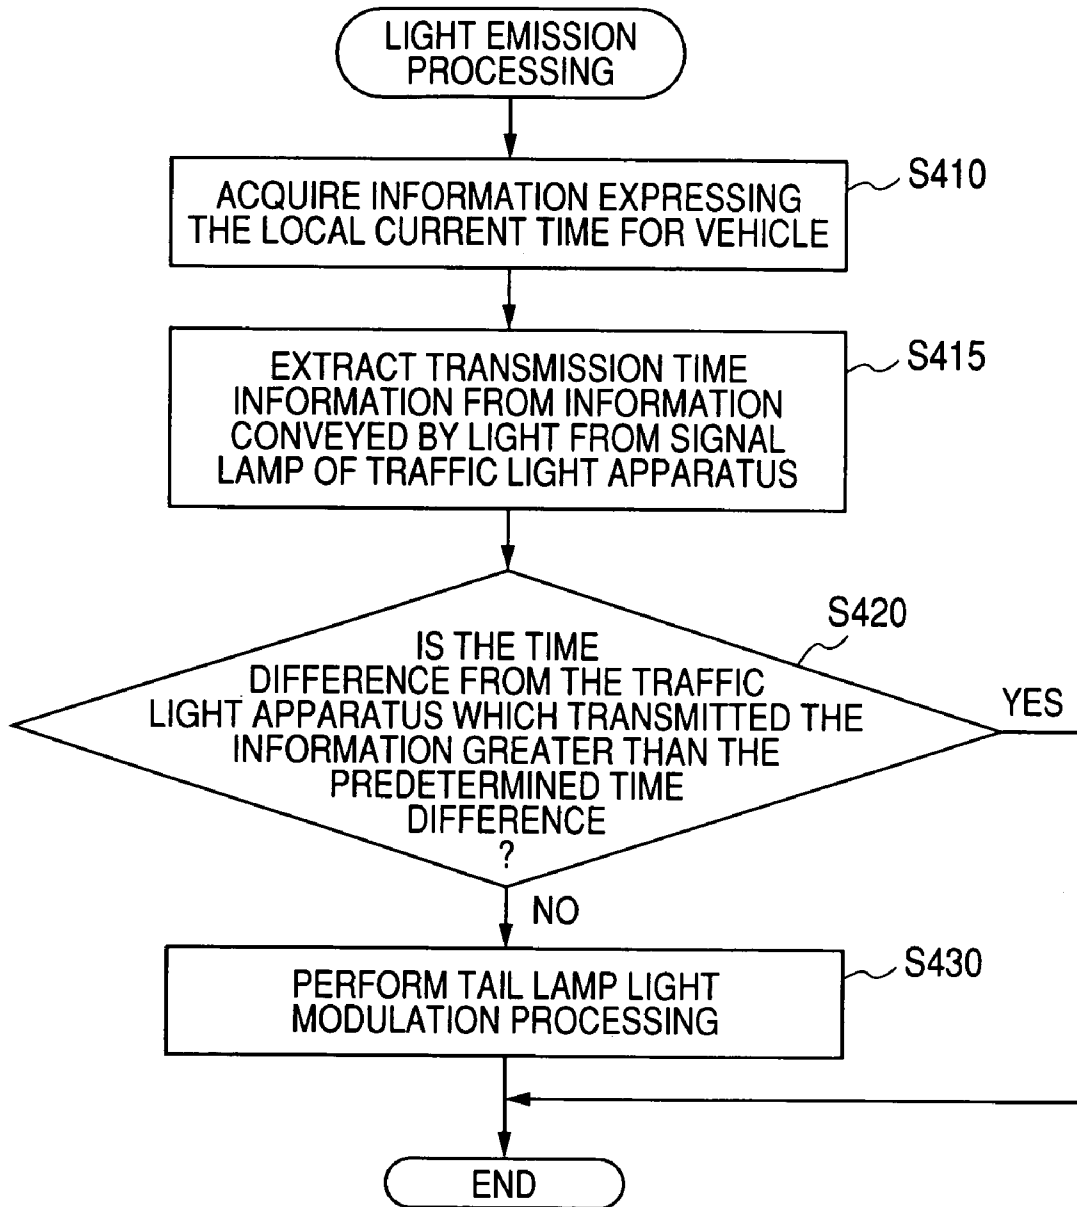 LIGHT EMISSION
PROCESSING
S410
ACQUIRE INFORMATION EXPRESSING
THE LOCAL CURRENT TIME FOR VEHICLE
S415
EXTRACT TRANSMISSION TIME
INFORMATION FROM INFORMATION
CONVEYED BY LIGHT FROM SIGNAL
LAMP OF TRAFFIC LIGHT APPARATUS
S420
IS THE TIME
DIFFERENCE FROM THE TRAFFIC
LIGHT APPARATUS WHICH TRANSMITTED THE
INFORMATION GREATER THAN THE
PREDETERMINED TIME
DIFFERENCE
?
YES
NO
S430
PERFORM TAIL LAMP LIGHT
MODULATION PROCESSING
END